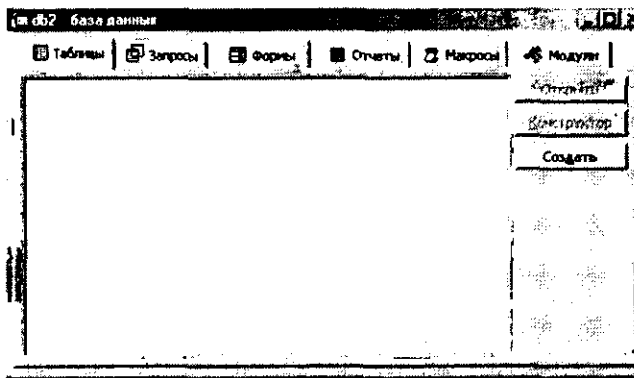 db2 база данных
Таблицы Запросы Формы Отчеты Макросы Модули
Открыть
Конструктор
Создать